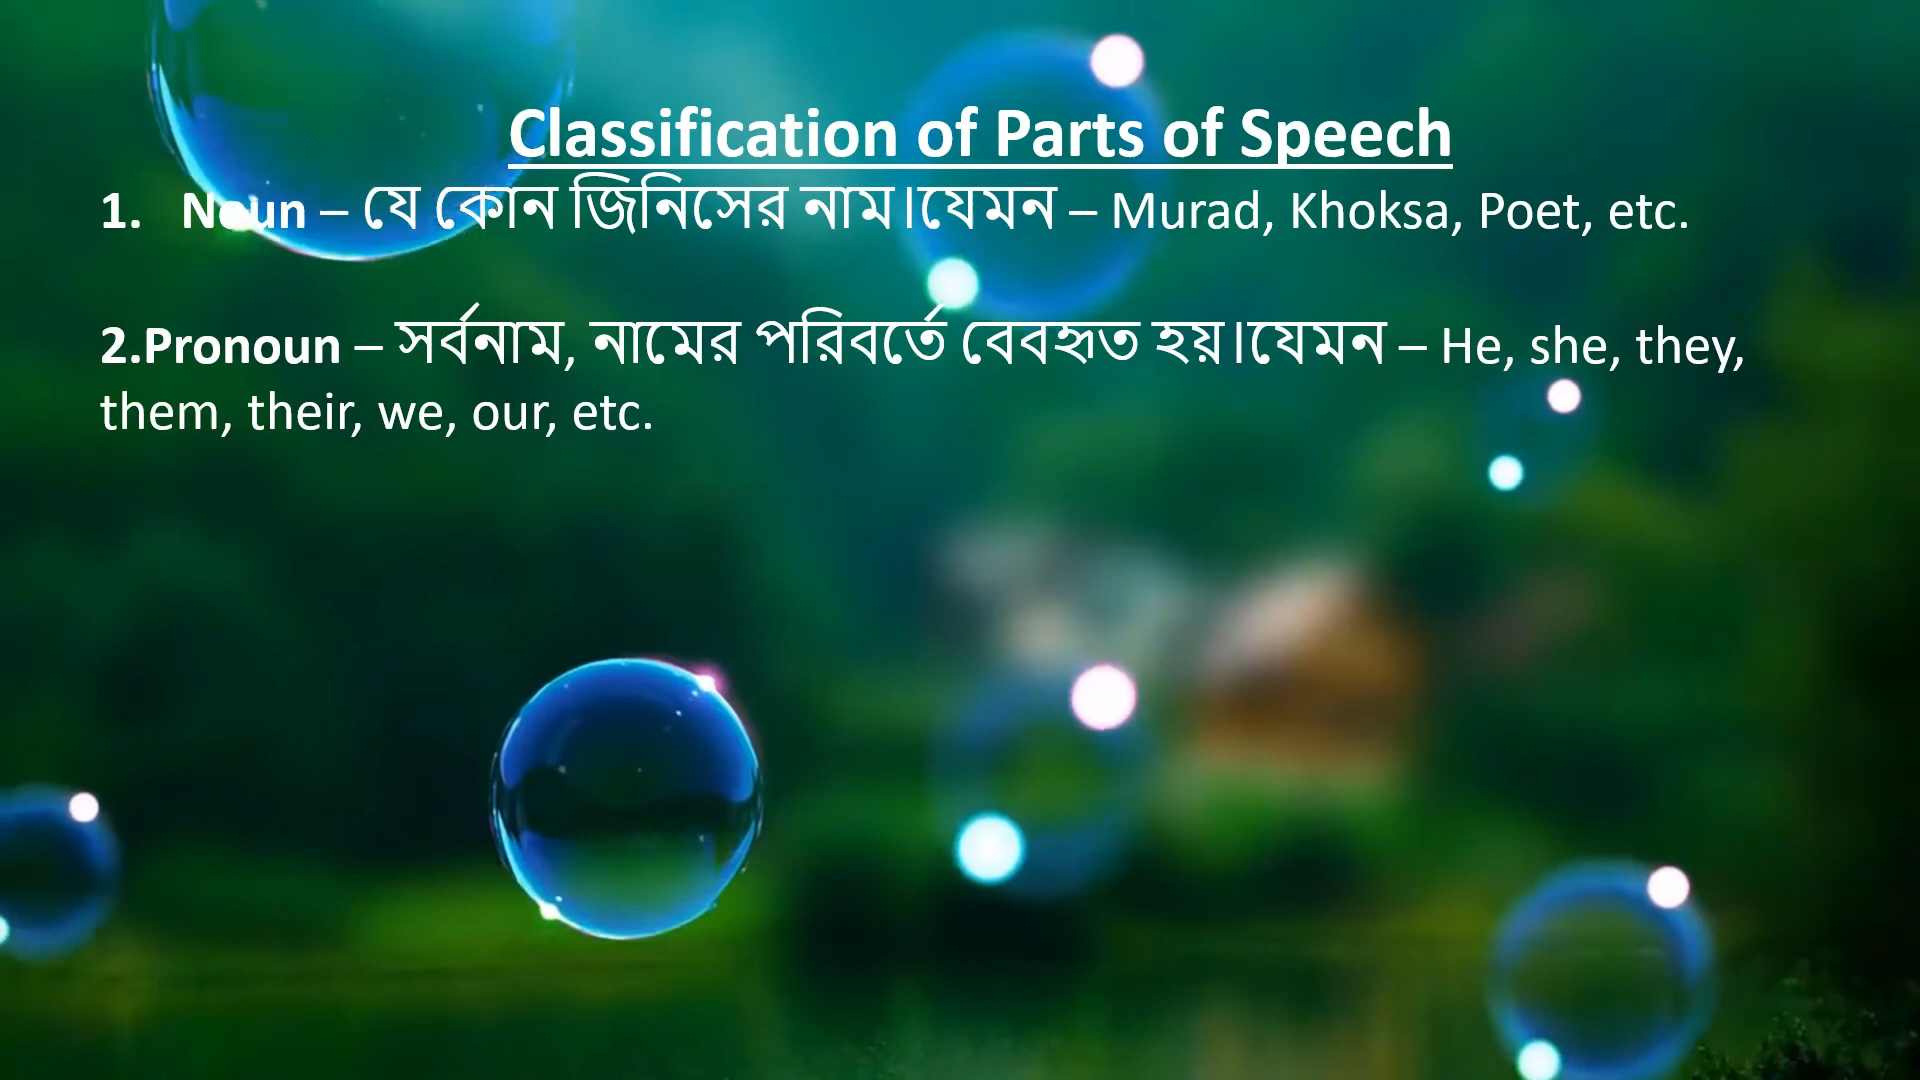 Classification of Parts of Speech
1. Noun – যে কোন জিনিসের নাম।যেমন – Murad, Khoksa, Poet, etc.
2.Pronoun – সর্বনাম, নামের পরিবর্তে বেবহৃত হয়।যেমন – He, she, they,
them, their, we, our, etc.